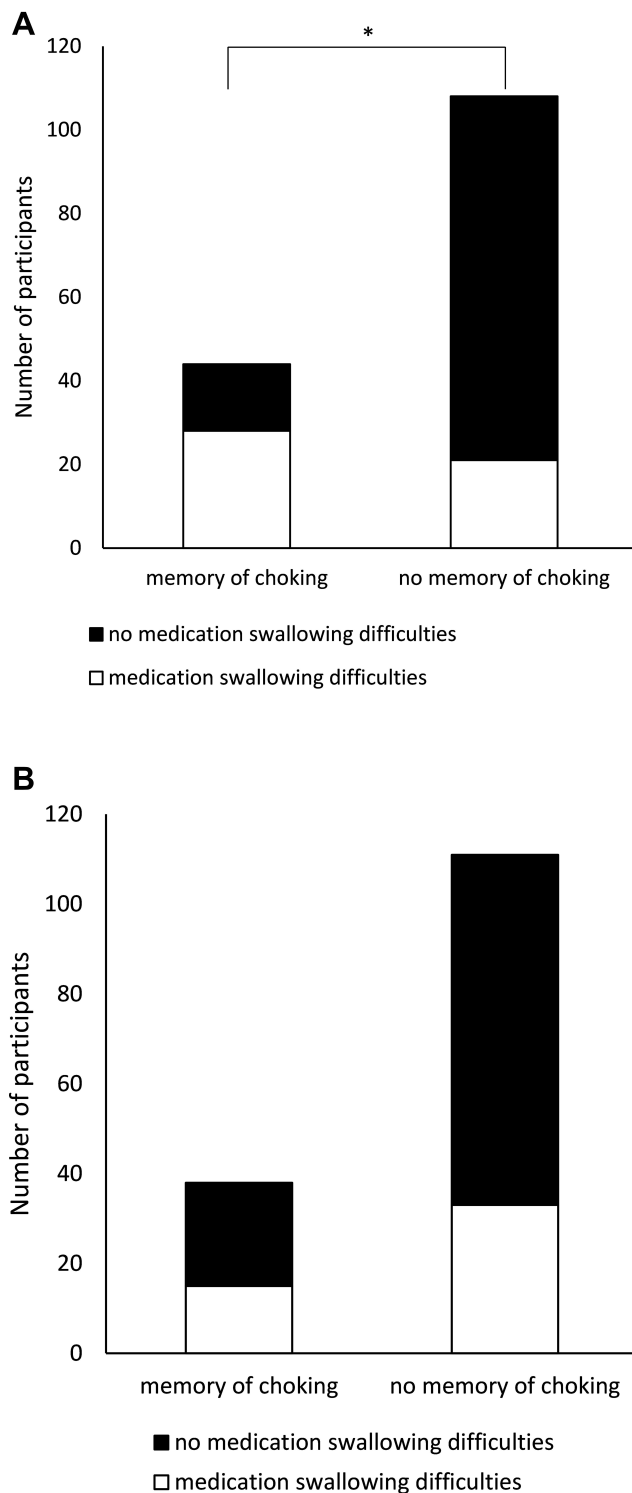 A
*
120
100
80
60
40
20
0
Number of participants
memory of choking no memory of choking
no medication swallowing difficulties
medication swallowing difficulties
B
120
100
80
60
40
20
0
Number of participants
memory of choking no memory of choking
no medication swallowing difficulties
medication swallowing difficulties